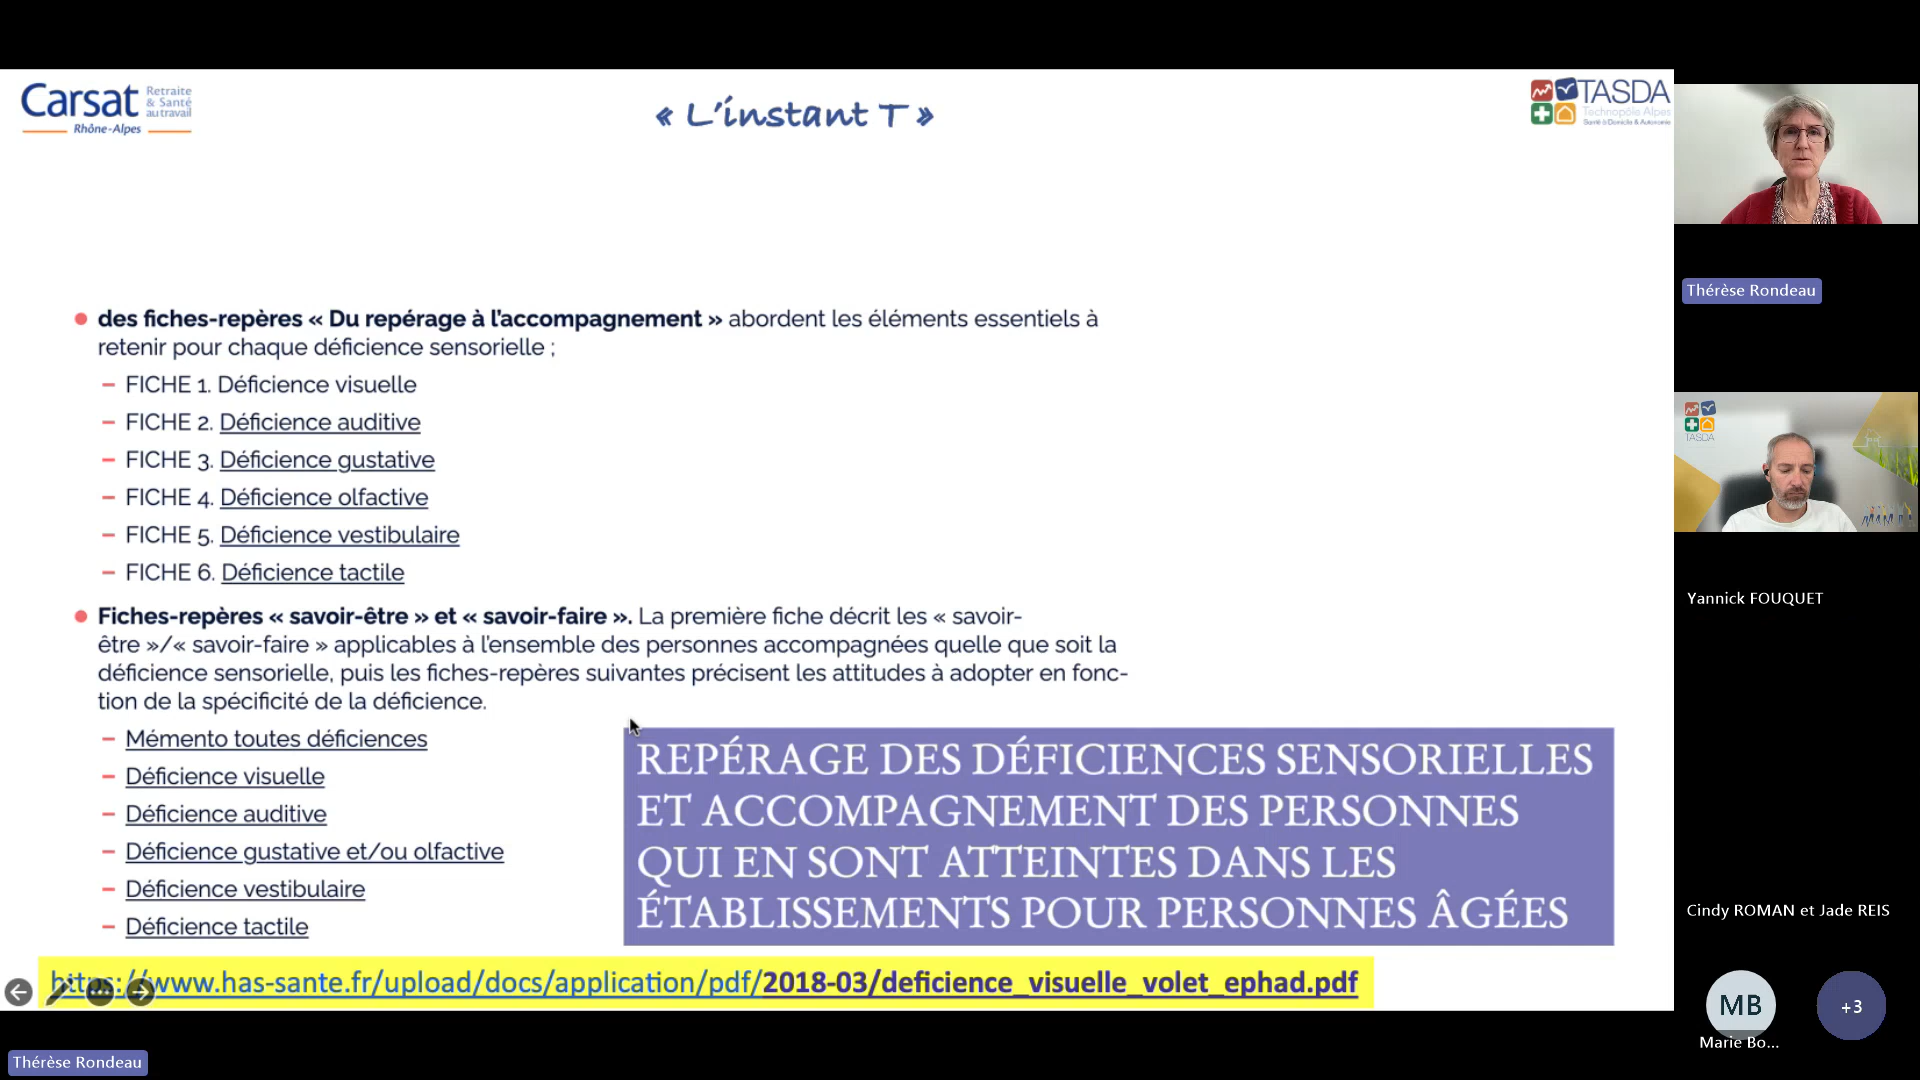 Carsat Retraite
& Santé
au travail
Rhône-Alpes
« L'instant T »
TASDA
Technopôle Alpes
Santé à Domicile & Autonomie
des fiches-repères « Du repérage à l'accompagnement » abordent les éléments essentiels à
retenir pour chaque déficience sensorielle ;
– FICHE 1. Déficience visuelle
– FICHE 2. Déficience auditive
– FICHE 3. Déficience gustative
– FICHE 4. Déficience olfactive
– FICHE 5. Déficience vestibulaire
– FICHE 6. Déficience tactile
Fiches-repères « savoir-être » et « savoir-faire ». La première fiche décrit les « savoir-
être »/« savoir-faire » applicables à l'ensemble des personnes accompagnées quelle que soit la
déficience sensorielle, puis les fiches-repères suivantes précisent les attitudes à adopter en fonc-
tion de la spécificité de la déficience.
– Mémento toutes déficiences
– Déficience visuelle
– Déficience auditive
– Déficience gustative et/ou olfactive
– Déficience vestibulaire
– Déficience tactile
REPÉRAGE DES DÉFICIENCES SENSORIELLES
ET ACCOMPAGNEMENT DES PERSONNES
QUI EN SONT ATTEINTES DANS LES
ÉTABLISSEMENTS POUR PERSONNES ÂGÉES
https://www.has-sante.fr/upload/docs/application/pdf/2018-03/deficience_visuelle_volet_ephad.pdf
Thérèse Rondeau
Thérèse Rondeau
TASDA
Yannick FOUQUET
Cindy ROMAN et Jade REIS
MB
Marie Bo...
+3